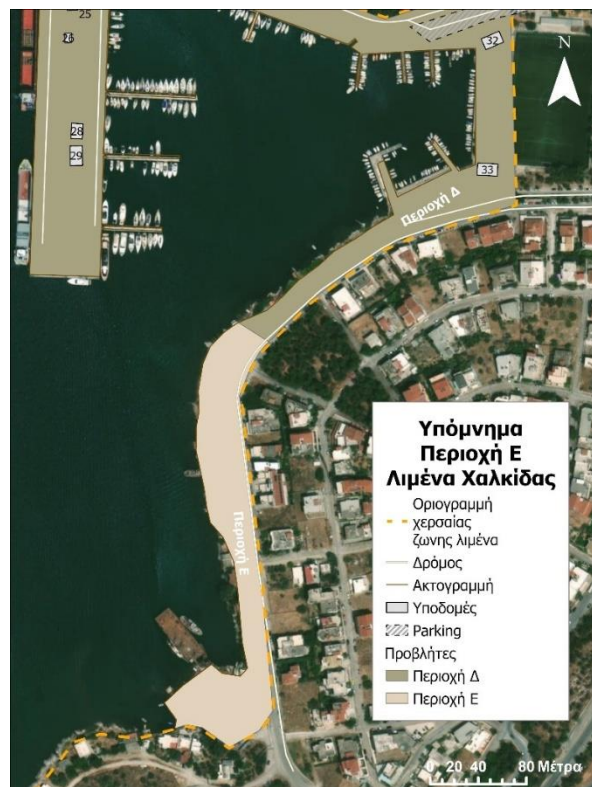 25
26
28
29
32
N
33
Περιοχή Δ
Περιοχή Ε
Υπόμνημα
Περιοχή Ε
Λιμένα Χαλκίδας
Οριογραμμή
χερσαίας
ζωνης λιμένα
Δρόμος
Ακτογραμμή
Υποδομές
Parking
Προβλήτες
Περιοχή Δ
Περιοχή Ε
0 20 40 80 Μέτρα